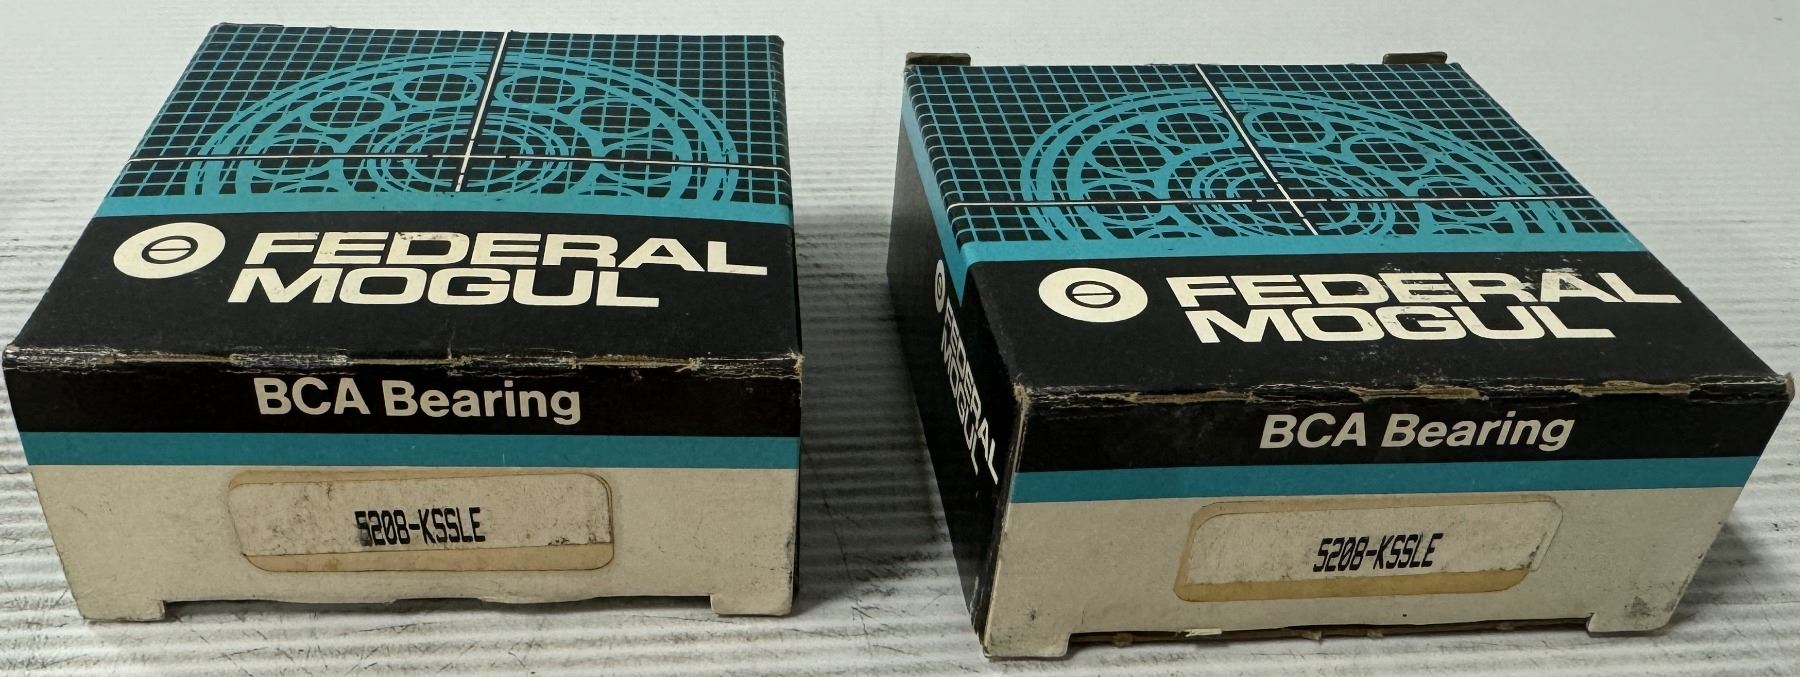 FEDERAL
MOGUL
BCA Bearing
5208-KSSLE
FEDERAL
MOGUL
FEDERAL
MOGUL
BCA Bearing
5208-KSSLE